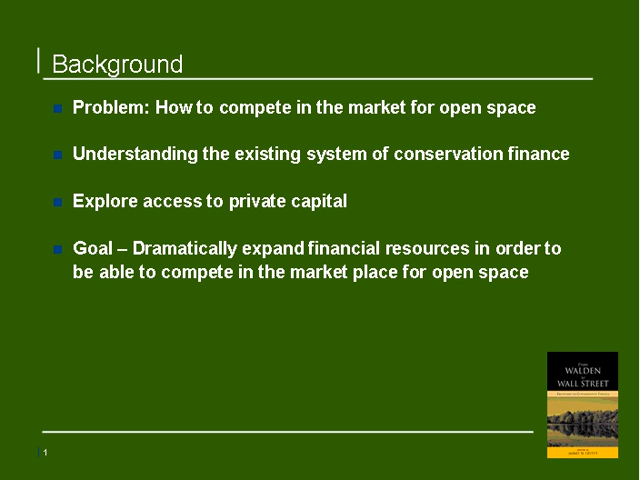 Background
Problem: How to compete in the market for open space
Understanding the existing system of conservation finance
Explore access to private capital
Goal – Dramatically expand financial resources in order to
be able to compete in the market place for open space
From
WALDEN
to
WALL STREET
1